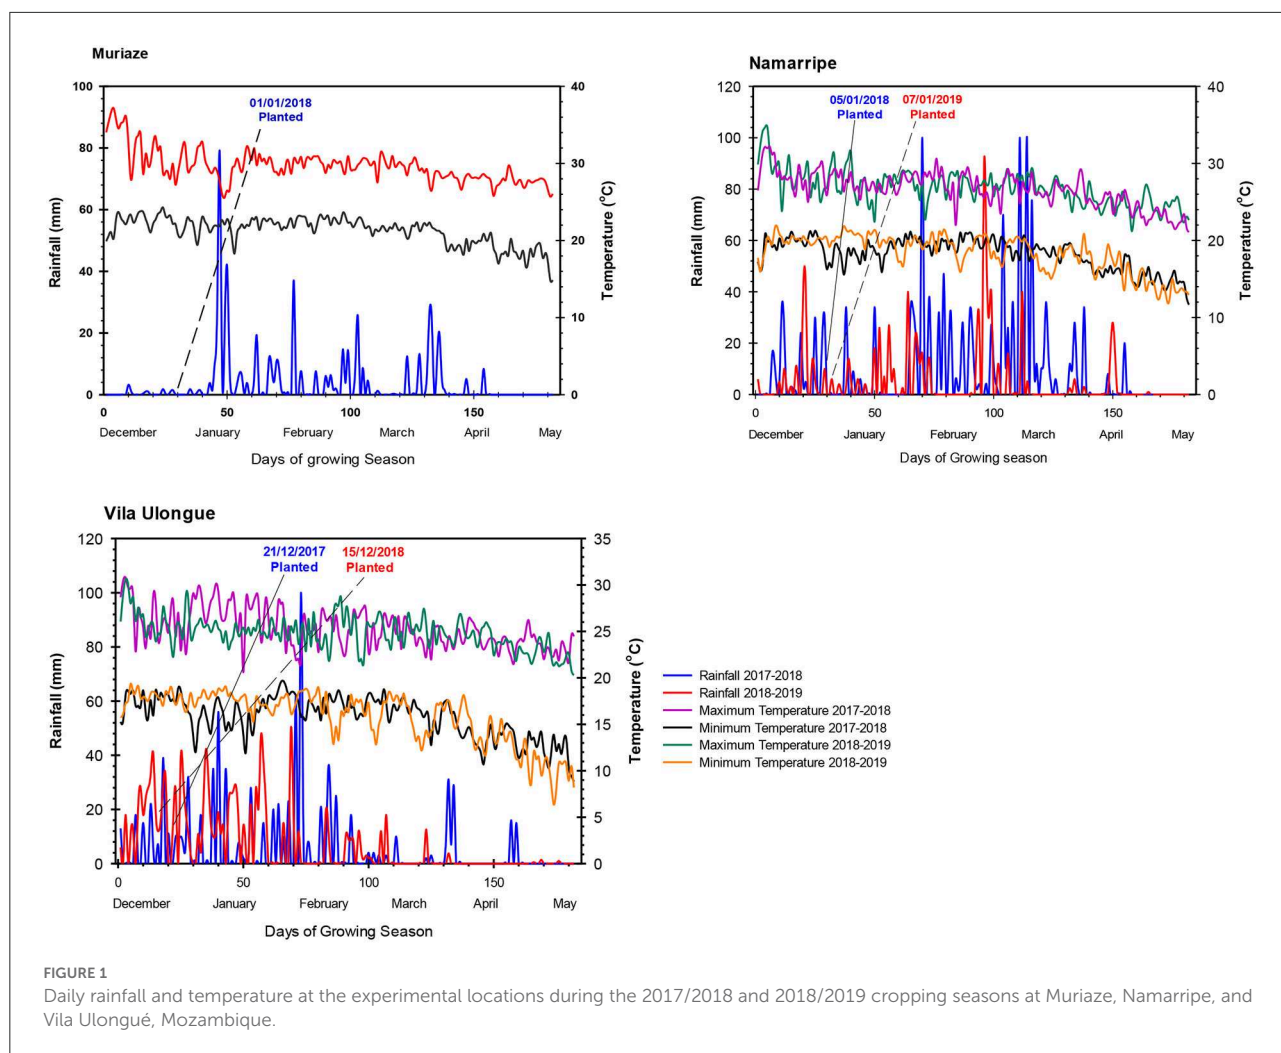 Muriaze
100
80
60
40
20
0
Rainfall (mm)
40
30
20
10
0
Temperature (°C)
01/01/2018
Planted
0 50 100 150
December January February March April May
Days of growing Season
Namarripe
120
100
80
60
40
20
0
Rainfall (mm)
40
30
20
10
0
Temperature (°C)
05/01/2018 07/01/2019
Planted Planted
0 50 100 150
December January February March April May
Days of Growing season
Vila Ulongue
120
100
80
60
40
20
0
Rainfall (mm)
35
30
25
20
15
10
5
0
Temperature (°C)
21/12/2017 15/12/2018
Planted Planted
0 50 100 150
December January February March April May
Days of Growing Season
Rainfall 2017-2018
Rainfall 2018-2019
Maximum Temperature 2017-2018
Minimum Temperature 2017-2018
Maximum Temperature 2018-2019
Minimum Temperature 2018-2019
FIGURE 1
Daily rainfall and temperature at the experimental locations during the 2017/2018 and 2018/2019 cropping seasons at Muriaze, Namarripe, and
Vila Ulongué, Mozambique.